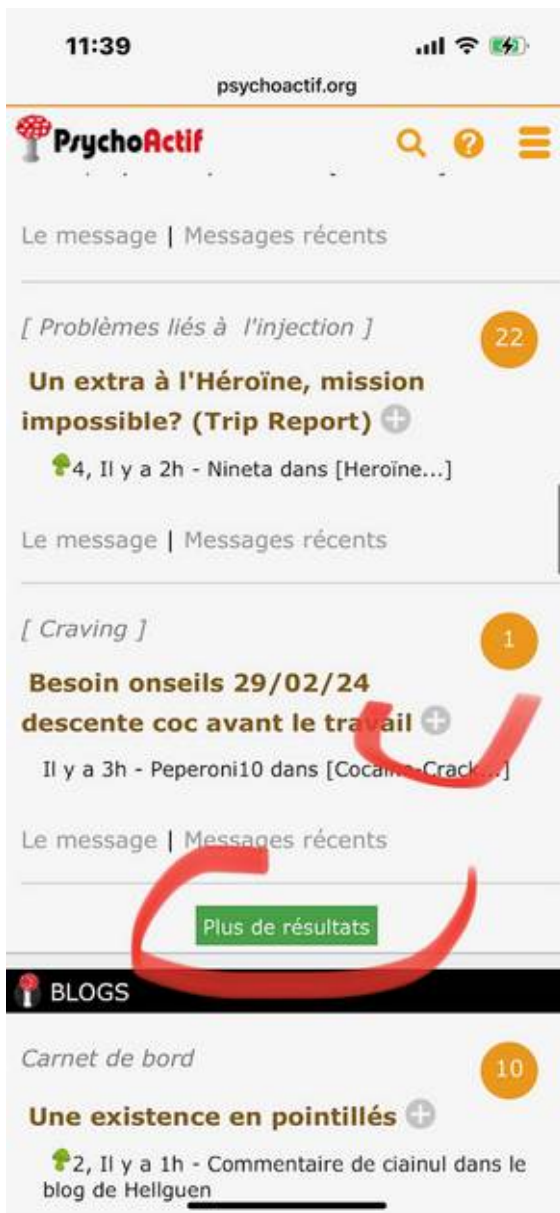 11:39
psychoactif.org
PsychoActif
Le message | Messages récents
[ Problèmes liés à l'injection ]
22
Un extra à l'Héroïne, mission
impossible? (Trip Report)
4, Il y a 2h - Nineta dans [Heroïne...]
Le message | Messages récents
[ Craving ]
1
Besoin onseils 29/02/24
descente coc avant le travail
Il y a 3h - Peperoni10 dans [Cocaine-Crack...]
Le message | Messages récents
Plus de résultats
BLOGS
Carnet de bord
10
Une existence en pointillés
2, Il y a 1h - Commentaire de ciainul dans le
blog de Hellguen